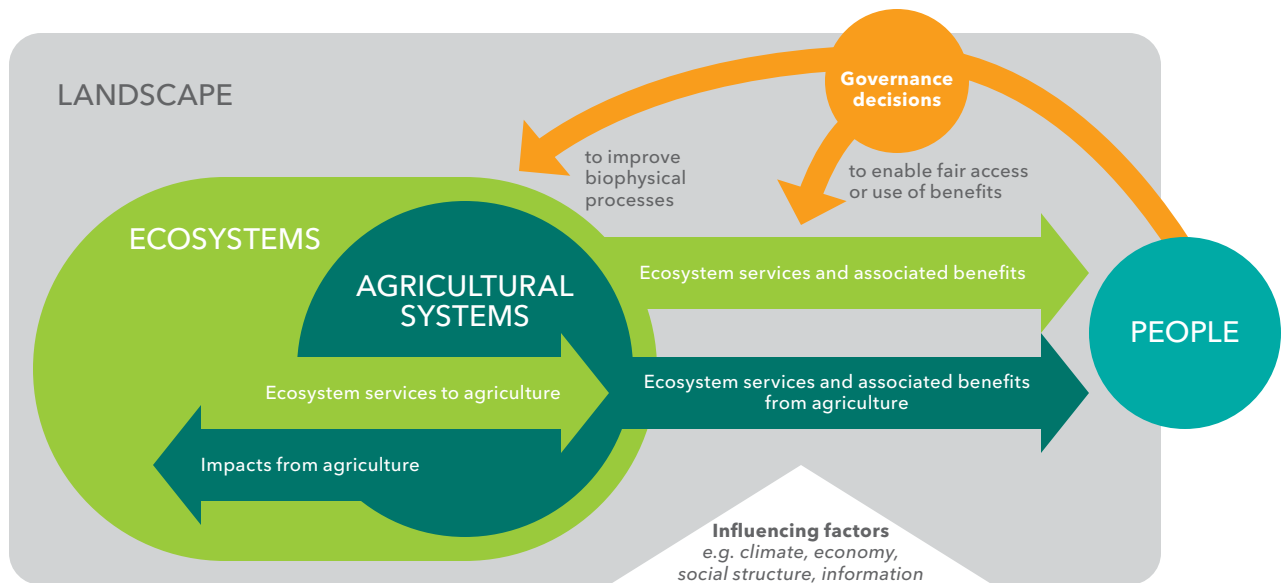 LANDSCAPE
Governance
decisions
to improve
biophysical
processes
to enable fair access
or use of benefits
ECOSYSTEMS
AGRICULTURAL
SYSTEMS
Ecosystem services and associated benefits
PEOPLE
Ecosystem services to agriculture
Ecosystem services and associated benefits
from agriculture
Impacts from agriculture
Influencing factors
e.g. climate, economy,
social structure, information